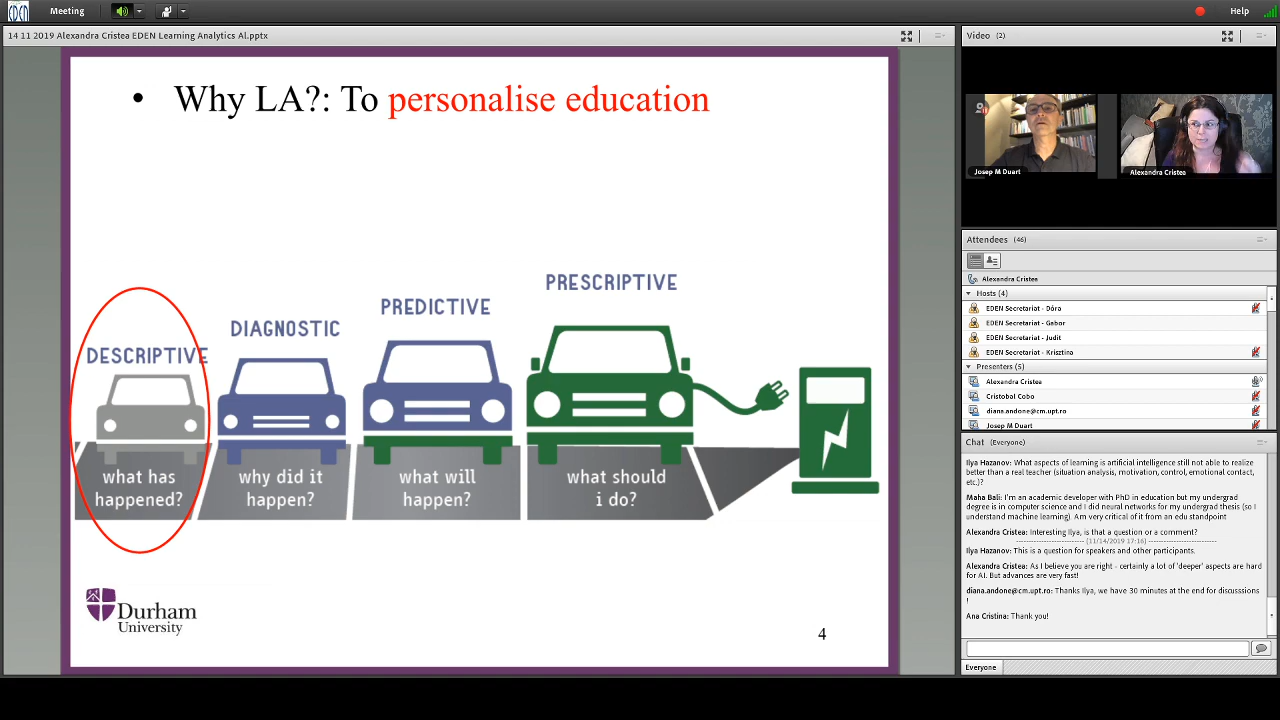 EDEN
Meeting
Help
14 11 2019 Alexandra Cristea EDEN Learning Analytics AI.pptx
• Why LA?: To personalise education
DESCRIPTIVE
DIAGNOSTIC
PREDICTIVE
PRESCRIPTIVE
what has
happened?
why did it
happen?
what will
happen?
what should
i do?
Durham
University
4
Video (2)
Josep M Duart
Alexandra Cristea
Attendees (46)
Alexandra Cristea
Hosts (4)
EDEN Secretariat - Dóra
EDEN Secretariat - Gabor
EDEN Secretariat - Judit
EDEN Secretariat - Krisztina
Presenters (5)
Alexandra Cristea
Cristobal Cobo
diana.andone@cm.upt.ro
Josep M Duart
Chat (Everyone)
Ilya Hazanov: What aspects of learning is artificial intelligence still not able to realize
better than a real teacher (situation analysis, motivation, control, emotional contact,
etc.)?
Maha Bali: I'm an academic developer with PhD in education but my undergrad
degree is in computer science and I did neural networks for my undergrad thesis (so I
understand machine learning). Am very critical of it from an edu standpoint
Alexandra Cristea: Interesting Ilya, is that a question or a comment?
------------------------ (11/14/2019 17:16) ------------------------
Ilya Hazanov: This is a question for speakers and other participants.
Alexandra Cristea: As I believe you are right - certainly a lot of 'deeper' aspects are hard
for AI. But advances are very fast!
diana.andone@cm.upt.ro: Thanks Ilya, we have 30 minutes at the end for discusssions
!
Ana Cristina: Thank you!
Everyone